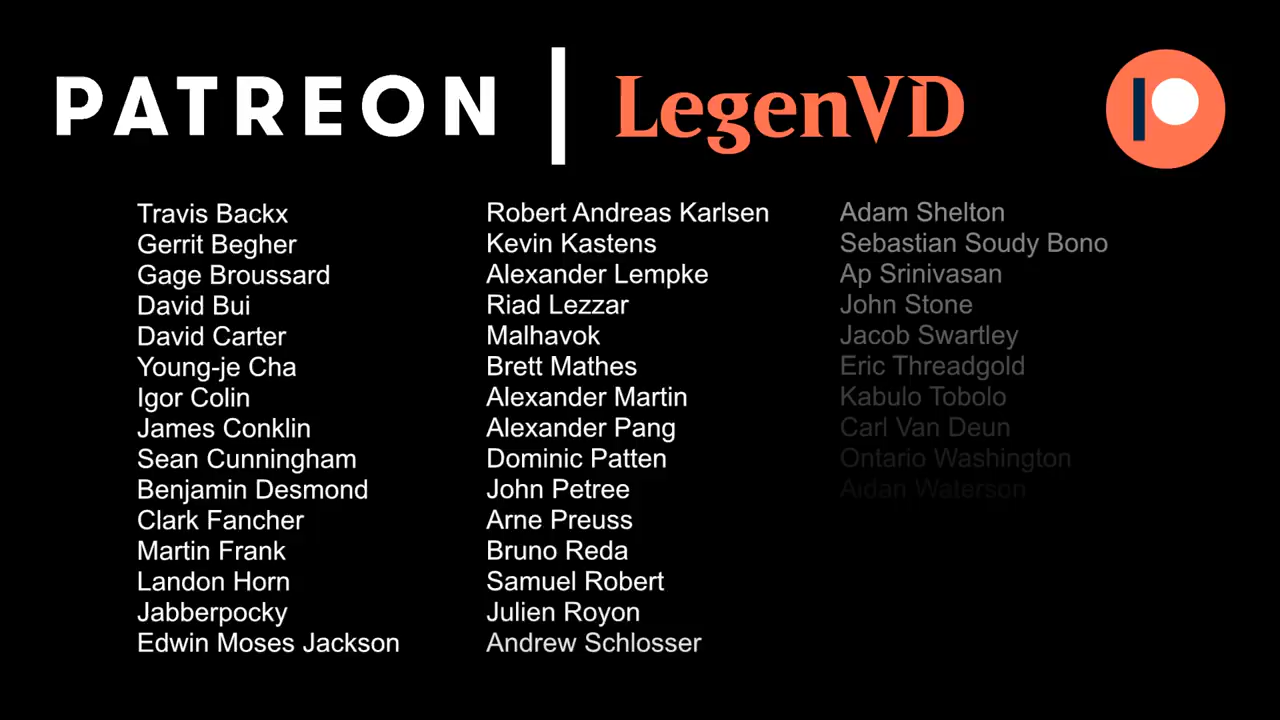 PATREON | LegenVD
Travis Backx
Gerrit Begher
Gage Broussard
David Bui
David Carter
Young-je Cha
Igor Colin
James Conklin
Sean Cunningham
Benjamin Desmond
Clark Fancher
Martin Frank
Landon Horn
Jabberpocky
Edwin Moses Jackson
Robert Andreas Karlsen
Kevin Kastens
Alexander Lempke
Riad Lezzar
Malhavok
Brett Mathes
Alexander Martin
Alexander Pang
Dominic Patten
John Petree
Arne Preuss
Bruno Reda
Samuel Robert
Julien Royon
Andrew Schlosser
Adam Shelton
Sebastian Soudy Bono
Ap Srinivasan
John Stone
Jacob Swartley
Eric Threadgold
Kabulo Tobolo
Carl Van Deun
Ontario Washington
Aidan Waterson